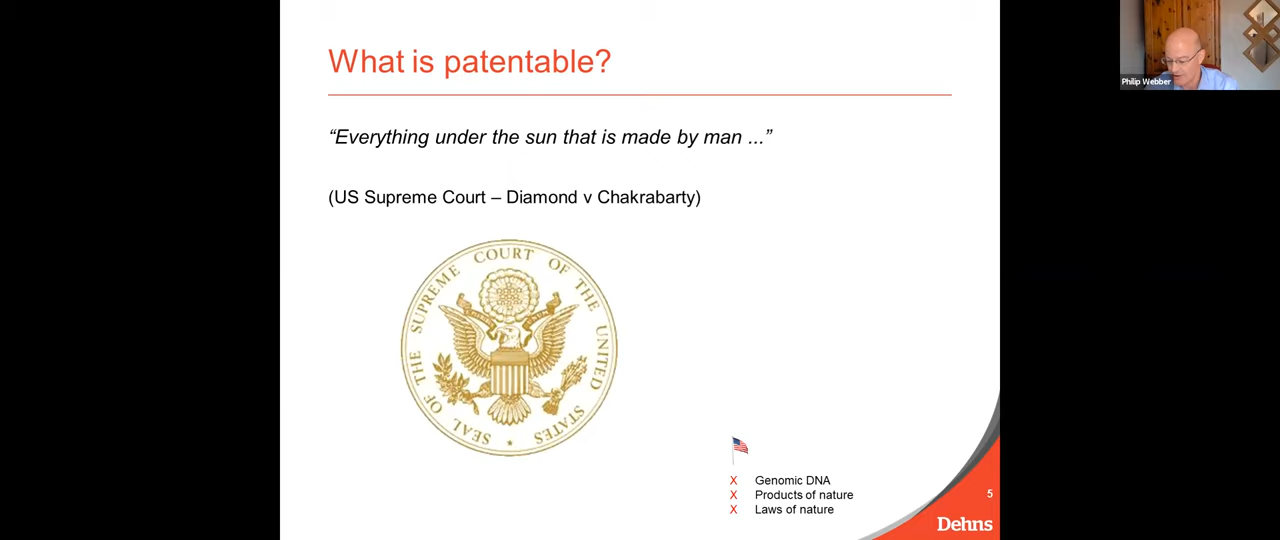 What is patentable?
“Everything under the sun that is made by man ...”
(US Supreme Court – Diamond v Chakrabarty)
SEAL OF THE SUPREME COURT OF THE UNITED STATES
X Genomic DNA
X Products of nature
X Laws of nature
5
Dehns
Philip Webber